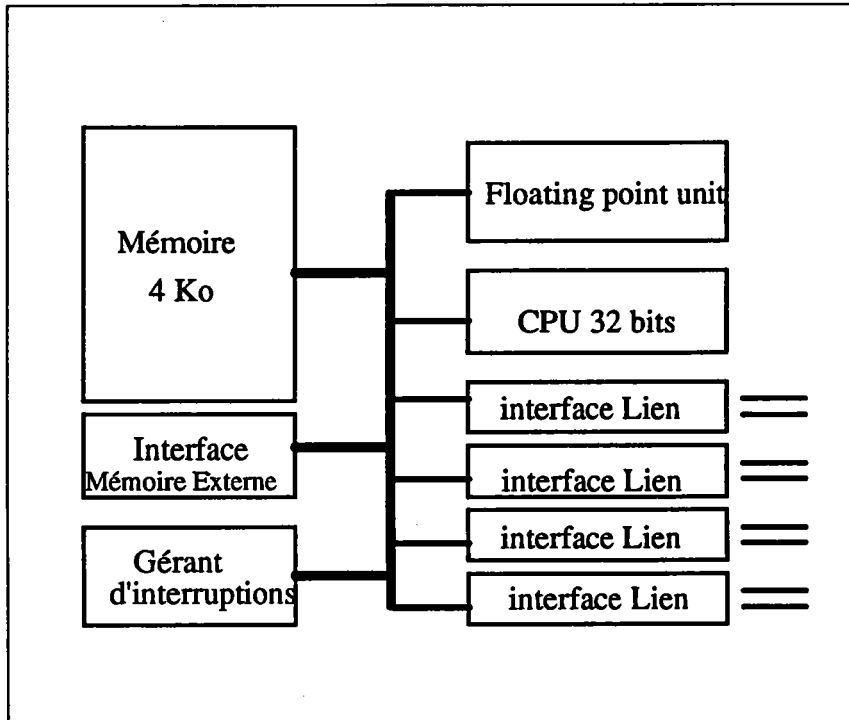 Mémoire
4 Ko
Interface
Mémoire Externe
Gérant
d'interruptions
Floating point unit
CPU 32 bits
interface Lien
interface Lien
interface Lien
interface Lien